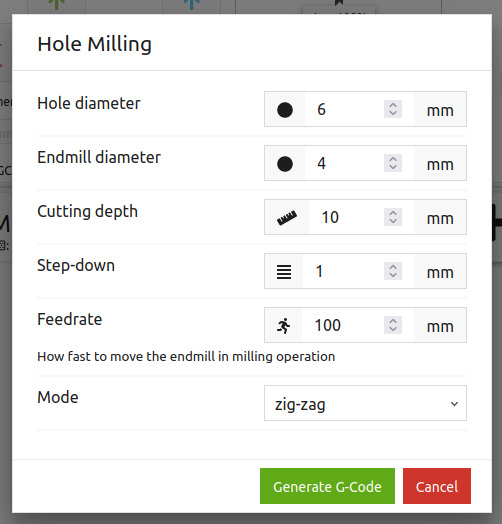 Hole Milling
Hole diameter 6 mm
Endmill diameter 4 mm
Cutting depth 10 mm
Step-down 1 mm
Feedrate 100 mm
How fast to move the endmill in milling operation
Mode zig-zag
Generate G-Code Cancel